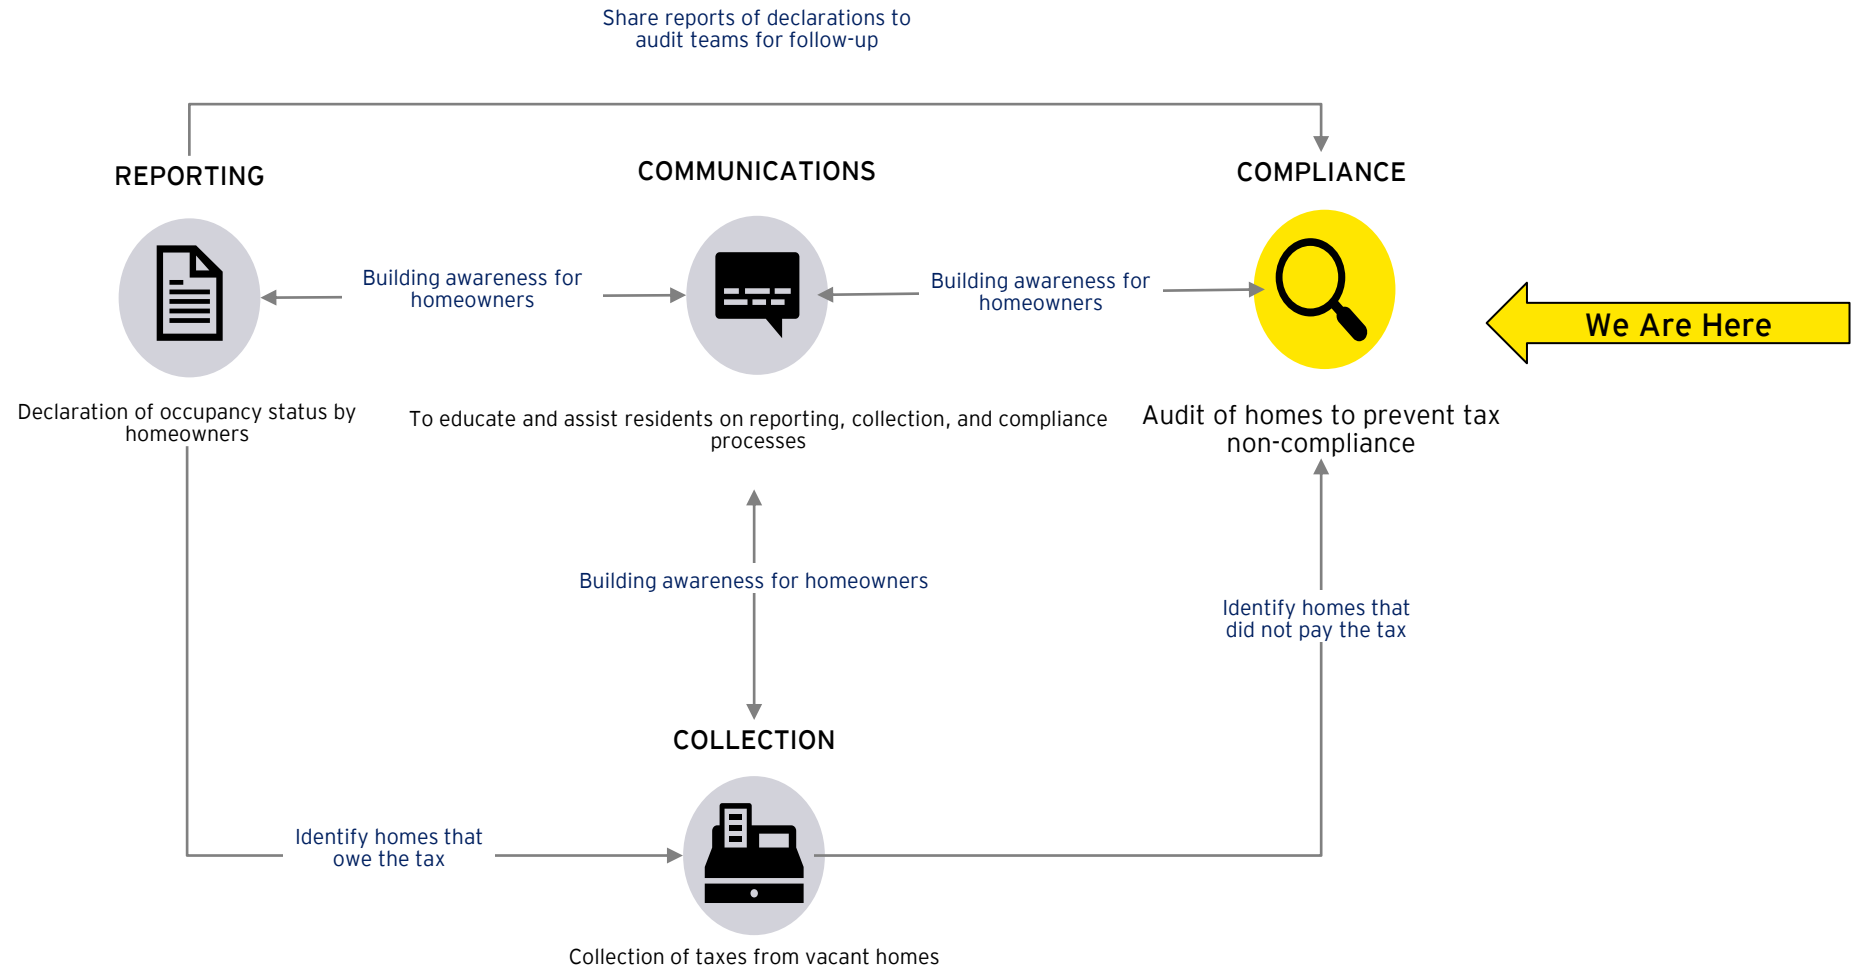 Share reports of declarations to
audit teams for follow-up
REPORTING
COMMUNICATIONS
COMPLIANCE
Building awareness for
homeowners
Building awareness for
homeowners
We Are Here
Declaration of occupancy status by
homeowners
To educate and assist residents on reporting, collection, and compliance
processes
Audit of homes to prevent tax
non-compliance
Building awareness for homeowners
Identify homes that
did not pay the tax
COLLECTION
Identify homes that
owe the tax
Collection of taxes from vacant homes